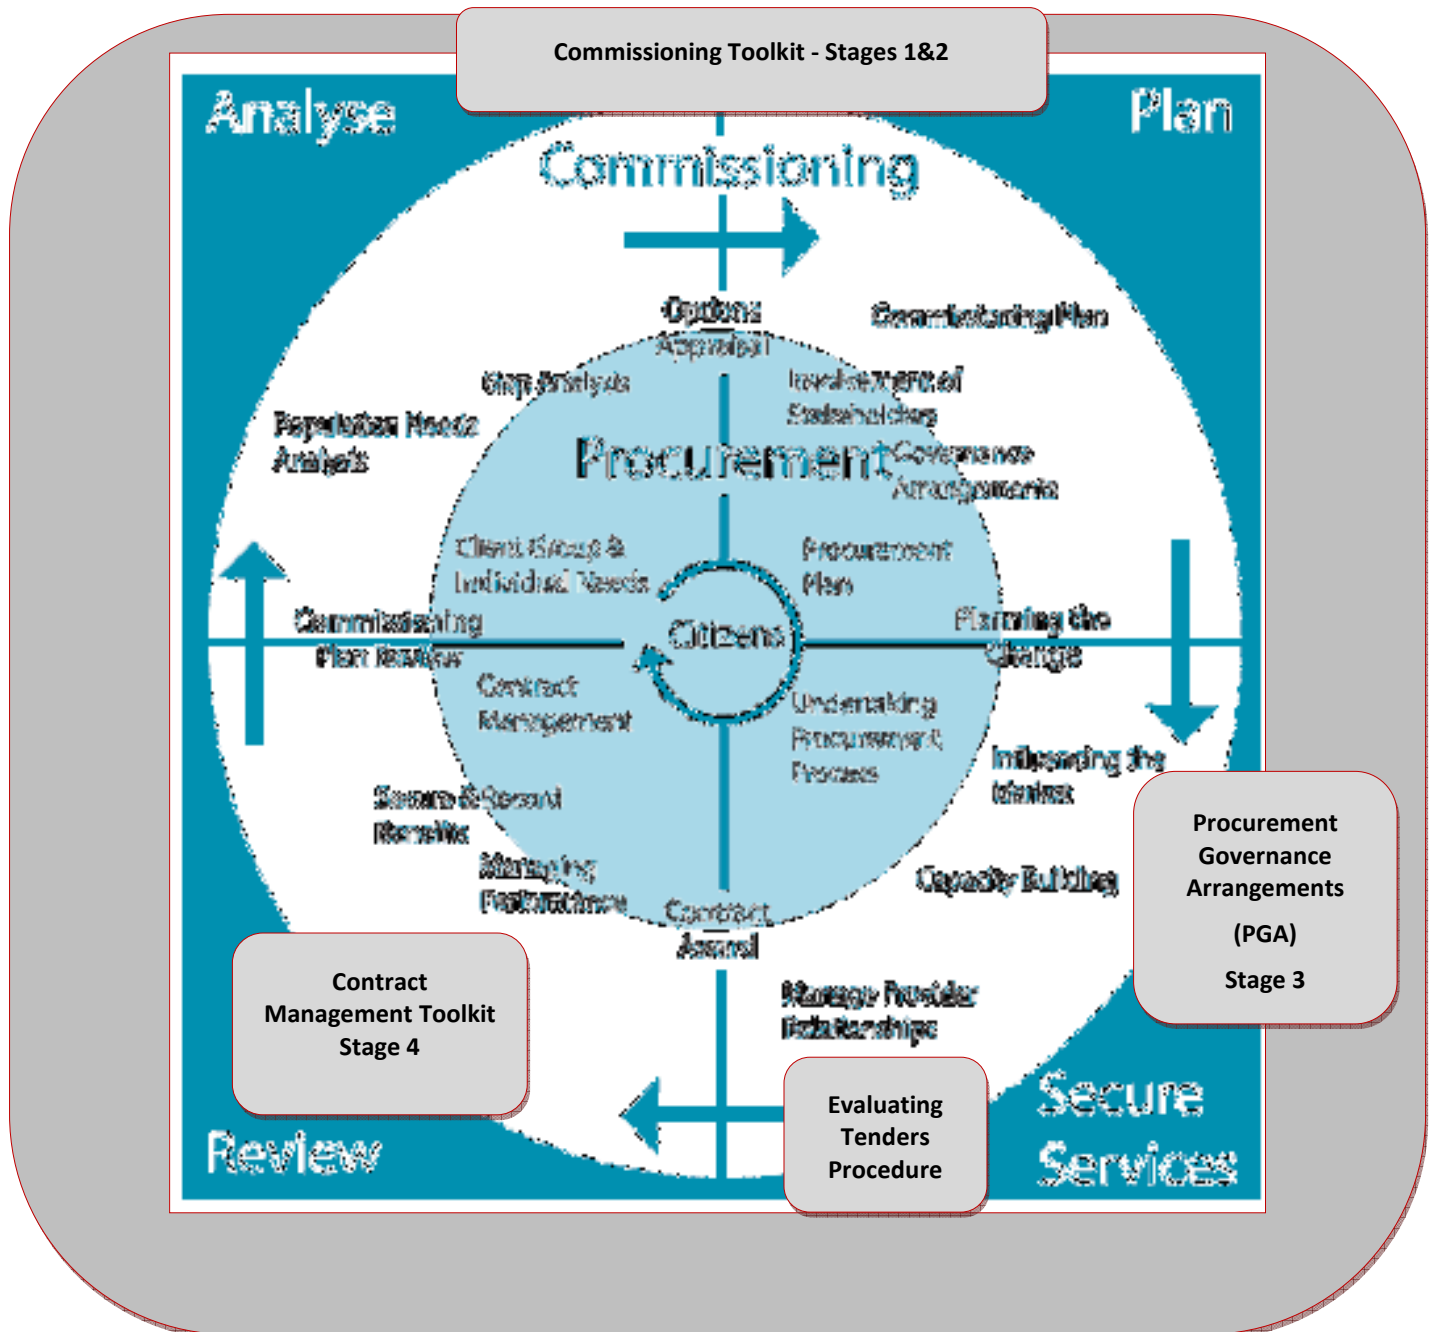 Commissioning Toolkit - Stages 1&2
Analyse
Plan
Commissioning
Options
Appraisal
Commissioning Plan
Gap Analysis
Involvement of
Stakeholders
Population Needs
Analysis
Procurement
Governance
Arrangements
Client Group &
Individual Needs
Procurement
Plan
Citizens
Commissioning
Plan Review
Planning the
Change
Contract
Management
Undertaking
Procurement
Process
Influencing the
Market
Secure & Record
Benefits
Managing
Performance
Capacity Building
Contract
Award
Manage Provider
Relationships
Procurement
Governance
Arrangements
(PGA)
Stage 3
Contract
Management Toolkit
Stage 4
Evaluating
Tenders
Procedure
Review
Secure
Services